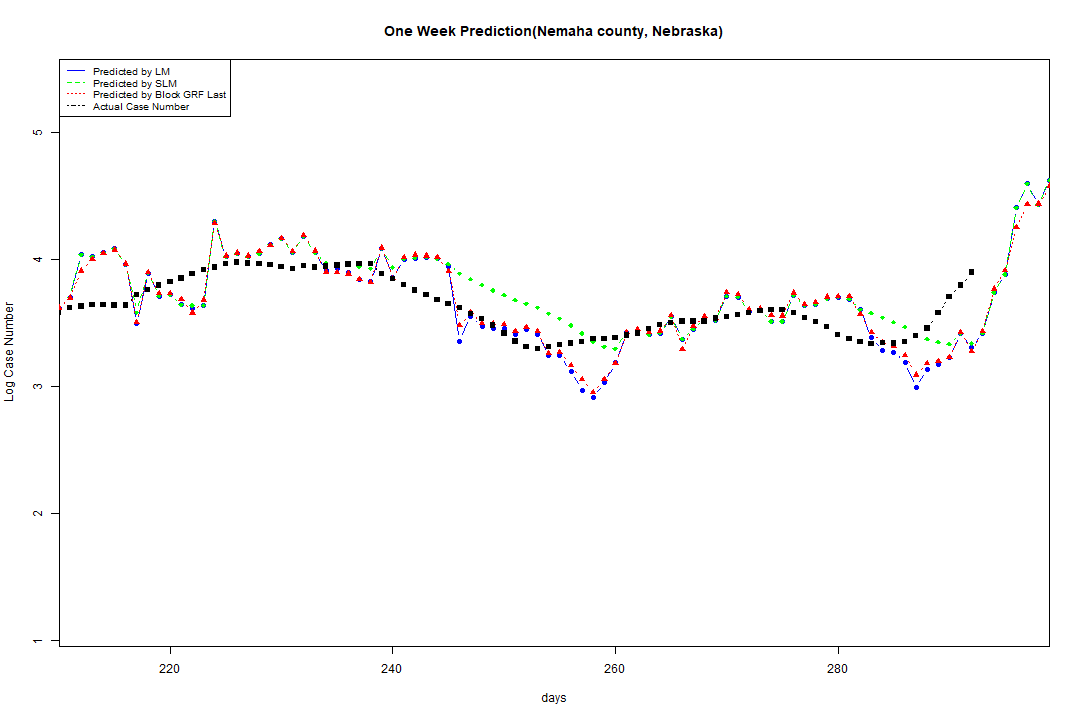 One Week Prediction(Nemaha county, Nebraska)
Predicted by LM
Predicted by SLM
Predicted by Block GRF Last
Actual Case Number
5
4
3
2
1
Log Case Number
220 240 260 280
days